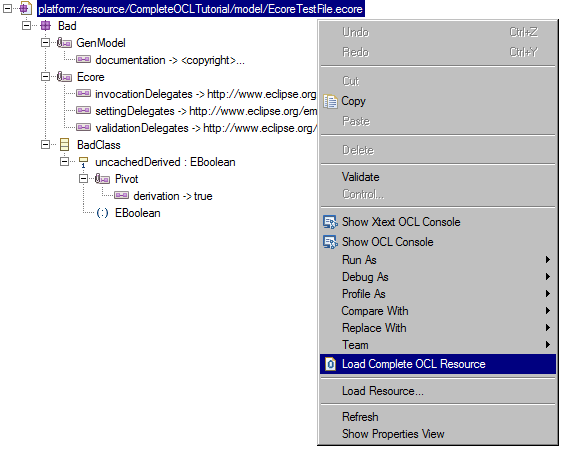 platform:/resource/CompleteOCLTutorial/model/EcoreTestFile.ecore
Bad
GenModel
documentation -> <copyright>...
Ecore
invocationDelegates -> http://www.eclipse.org
settingDelegates -> http://www.eclipse.org/em
validationDelegates -> http://www.eclipse.org/
BadClass
uncachedDerived : EBoolean
Pivot
derivation -> true
EBoolean
Undo Ctrl+Z
Redo Ctrl+Y
Cut
Copy
Paste
Delete
Validate
Control...
Show Xtext OCL Console
Show OCL Console
Run As
Debug As
Profile As
Compare With
Replace With
Team
Load Complete OCL Resource
Load Resource...
Refresh
Show Properties View